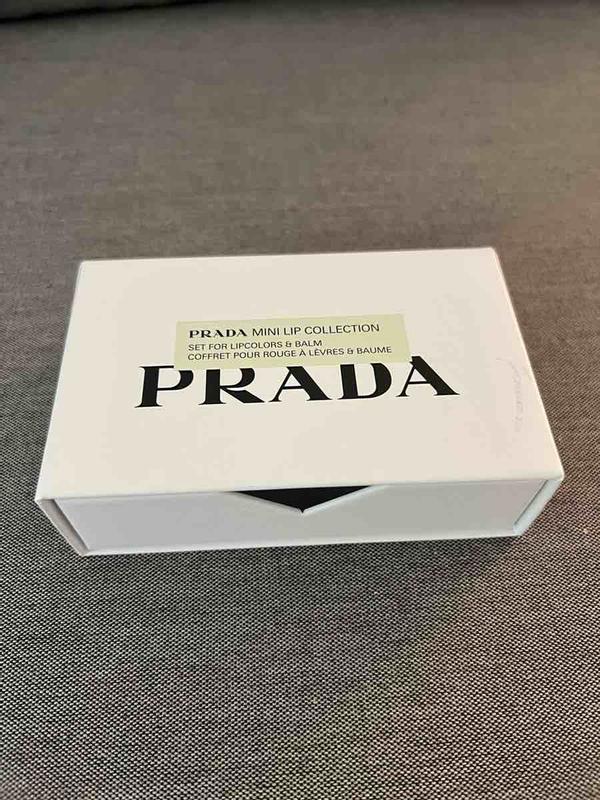 PRADA MINI LIP COLLECTION
SET FOR LIPCOLORS & BALM
COFFRET POUR ROUGE À LÈVRES & BAUME
PRADA